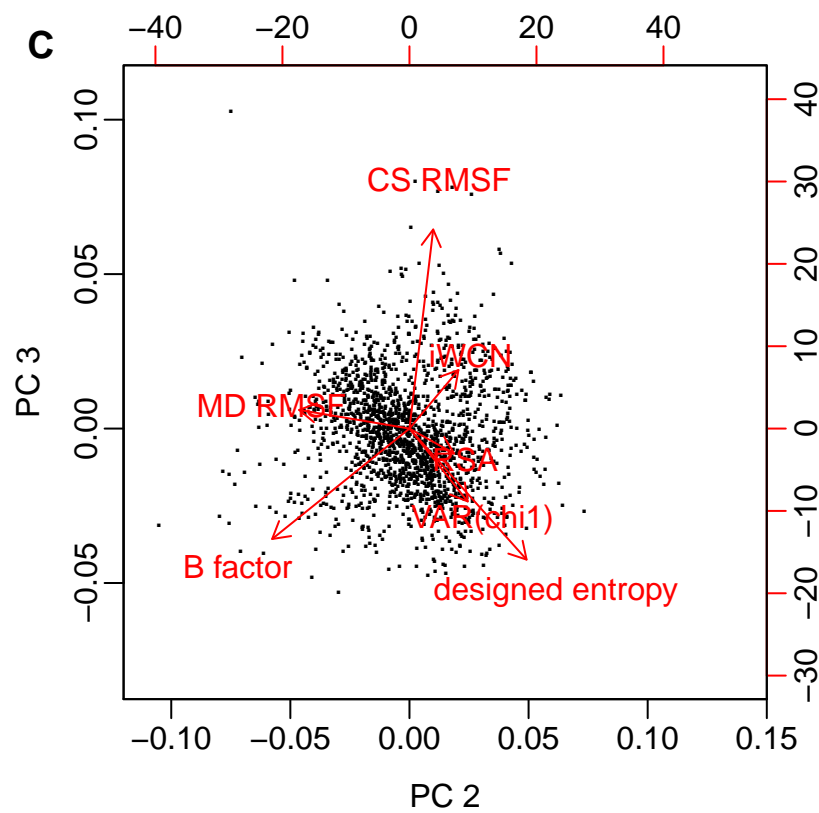 C
−40 −20 0 20 40
0.10
0.05
0.00
−0.05
PC 3
40
30
20
10
0
−10
−20
−30
CS RMSF
iWCN
MD RMSF
RSA
VAR(chi1)
B factor
designed entropy
−0.10 −0.05 0.00 0.05 0.10 0.15
PC 2